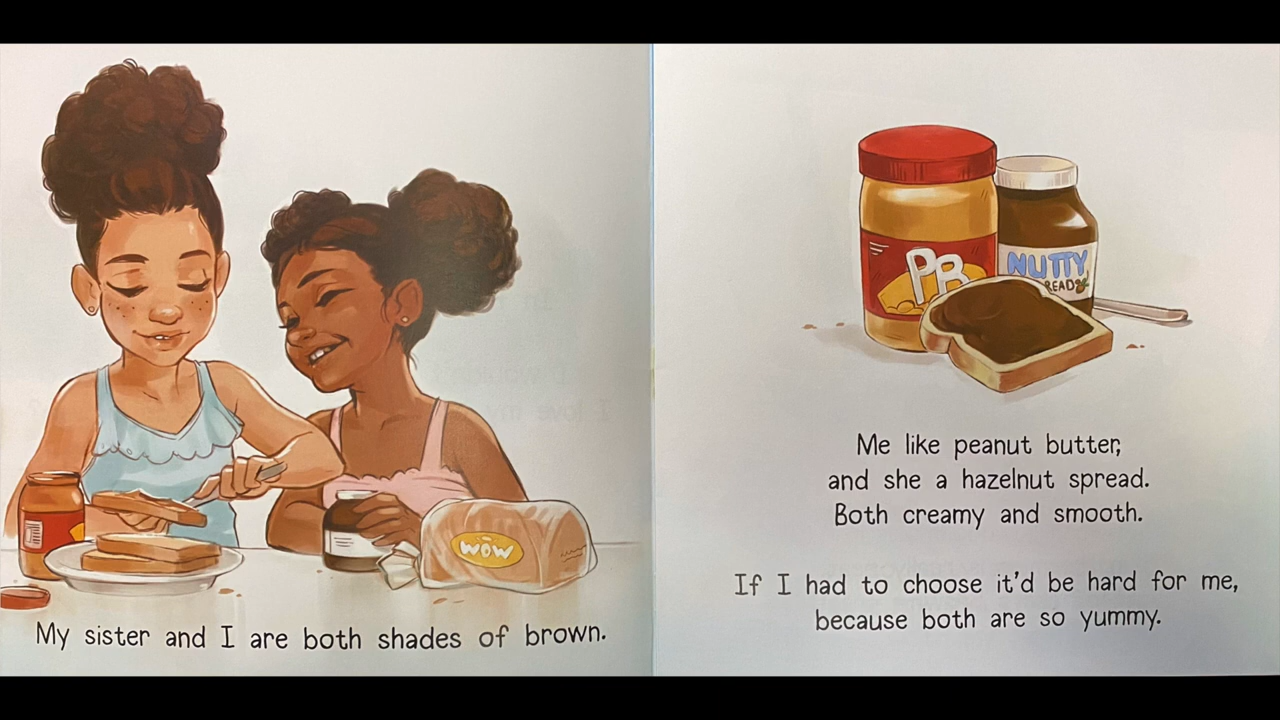 WOW
My sister and I are both shades of brown.
PB
NUTTY
READ
Me like peanut butter,
and she a hazelnut spread.
Both creamy and smooth.
If I had to choose it'd be hard for me,
because both are so yummy.